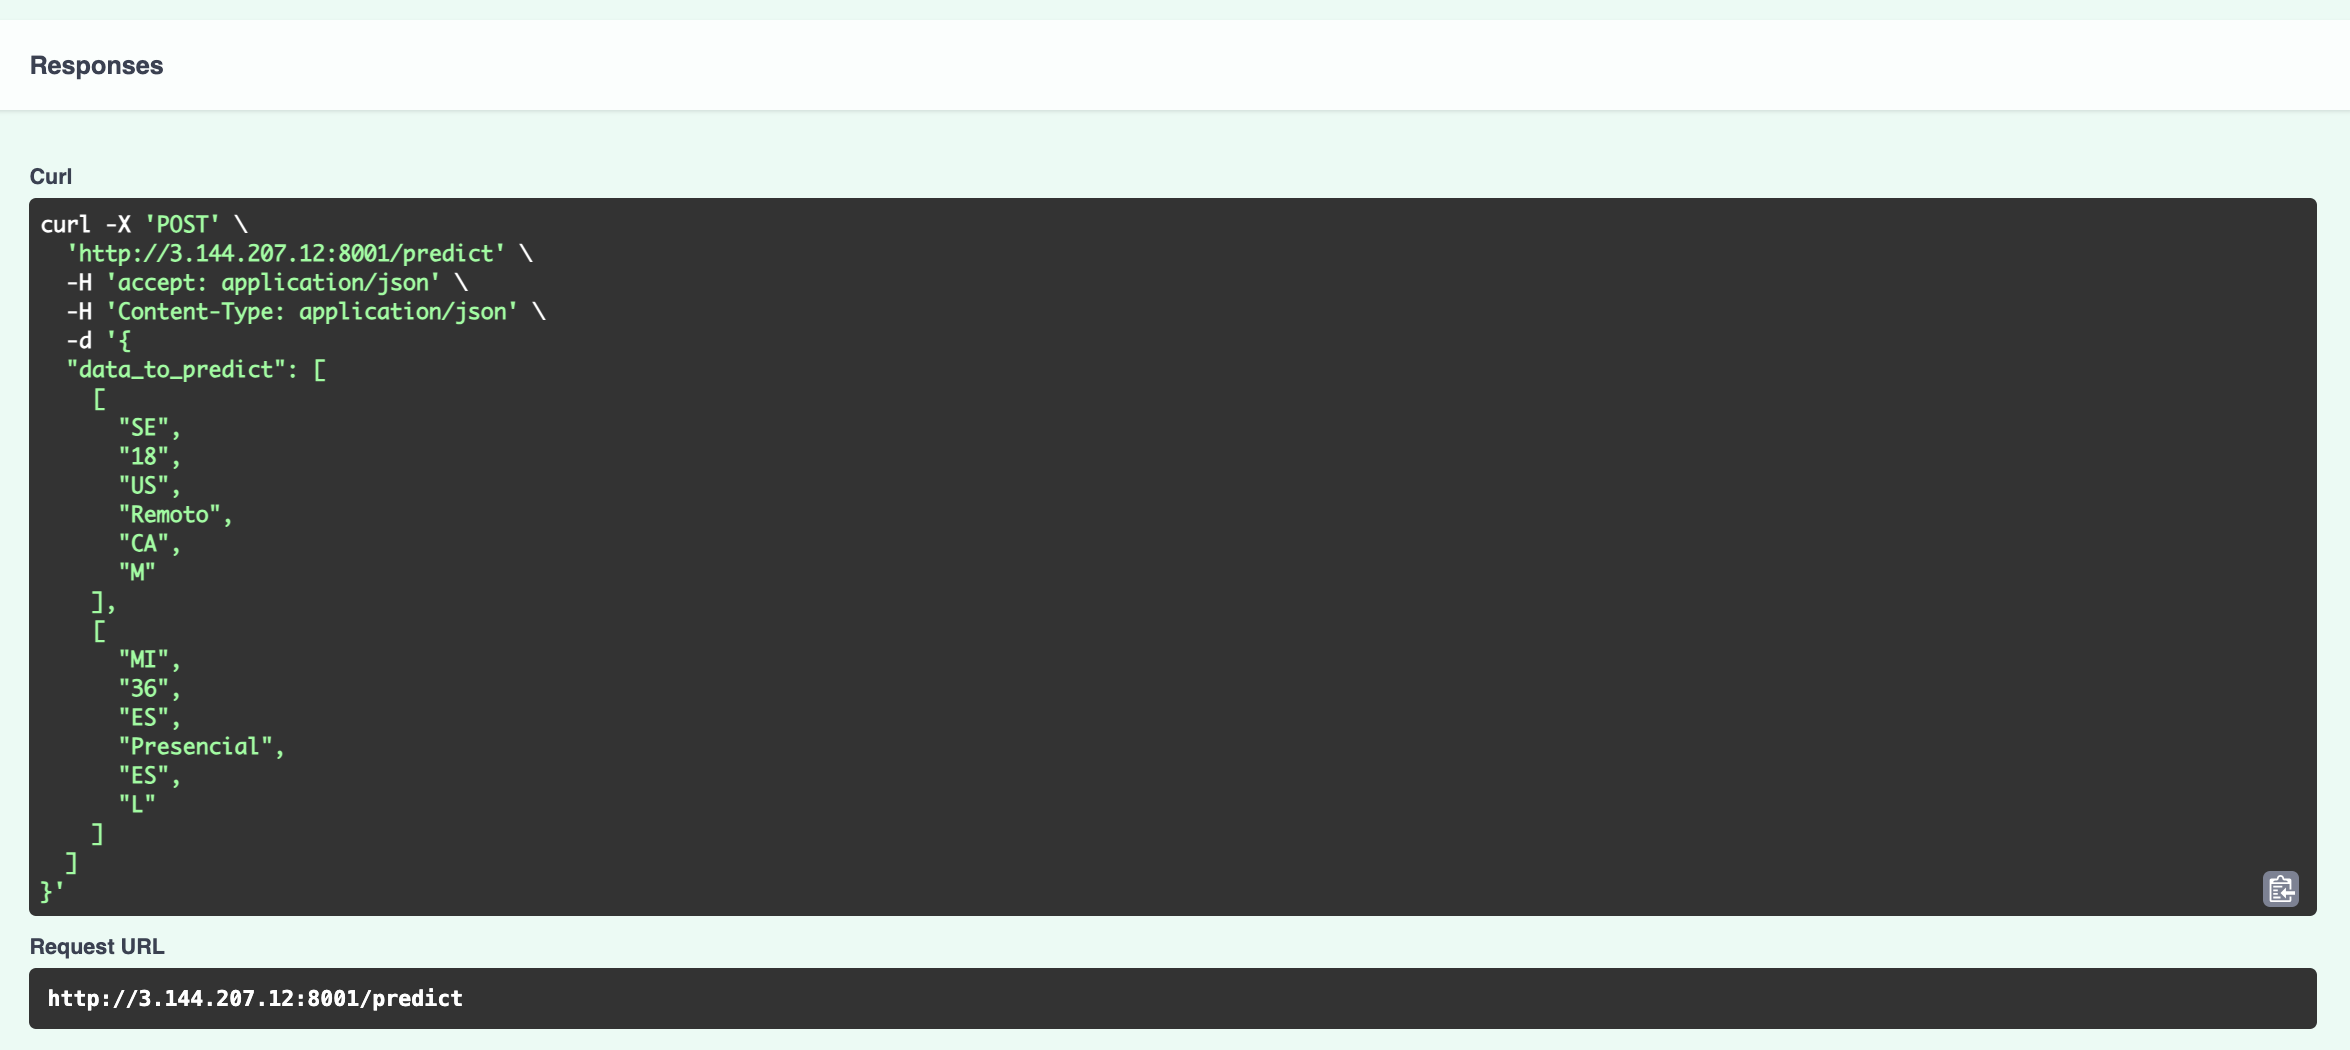 Responses
Curl
curl -X 'POST' \
  'http://3.144.207.12:8001/predict' \
  -H 'accept: application/json' \
  -H 'Content-Type: application/json' \
  -d '{
  "data_to_predict": [
    [
      "SE",
      "18",
      "US",
      "Remoto",
      "CA",
      "M"
    ],
    [
      "MI",
      "36",
      "ES",
      "Presencial",
      "ES",
      "L"
    ]
  ]
}'
Request URL
http://3.144.207.12:8001/predict